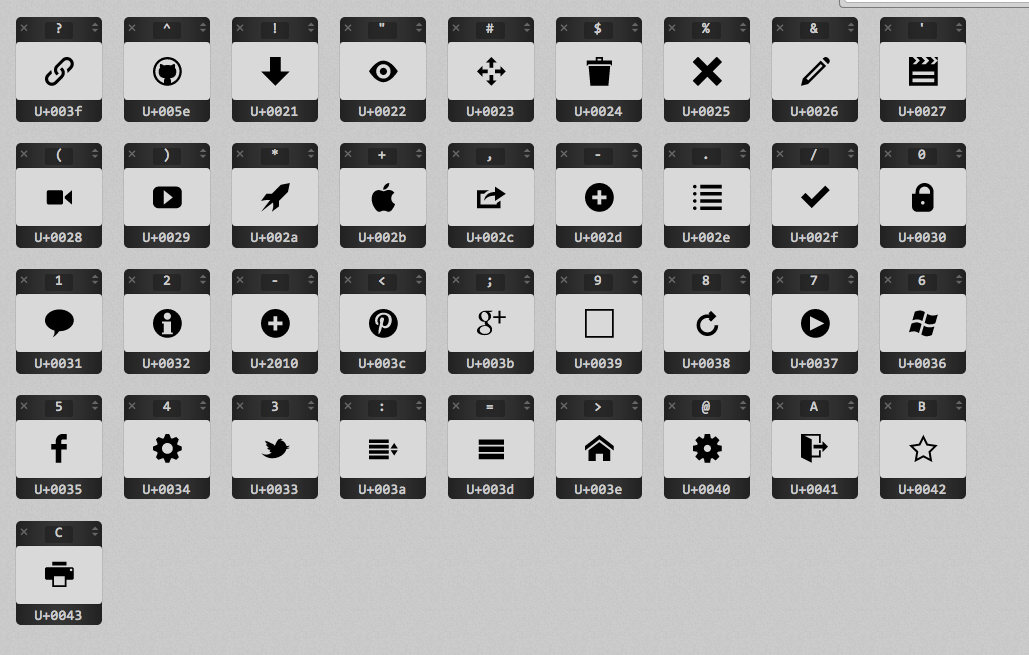 ? ^ ! " # $ % & '
U+003f U+005e U+0021 U+0022 U+0023 U+0024 U+0025 U+0026 U+0027
( ) * + , - . / 0
U+0028 U+0029 U+002a U+002b U+002c U+002d U+002e U+002f U+0030
1 2 ‐ < ; 9 8 7 6
g+
U+0031 U+0032 U+2010 U+003c U+003b U+0039 U+0038 U+0037 U+0036
5 4 3 : = > @ A B
U+0035 U+0034 U+0033 U+003a U+003d U+003e U+0040 U+0041 U+0042
C
U+0043